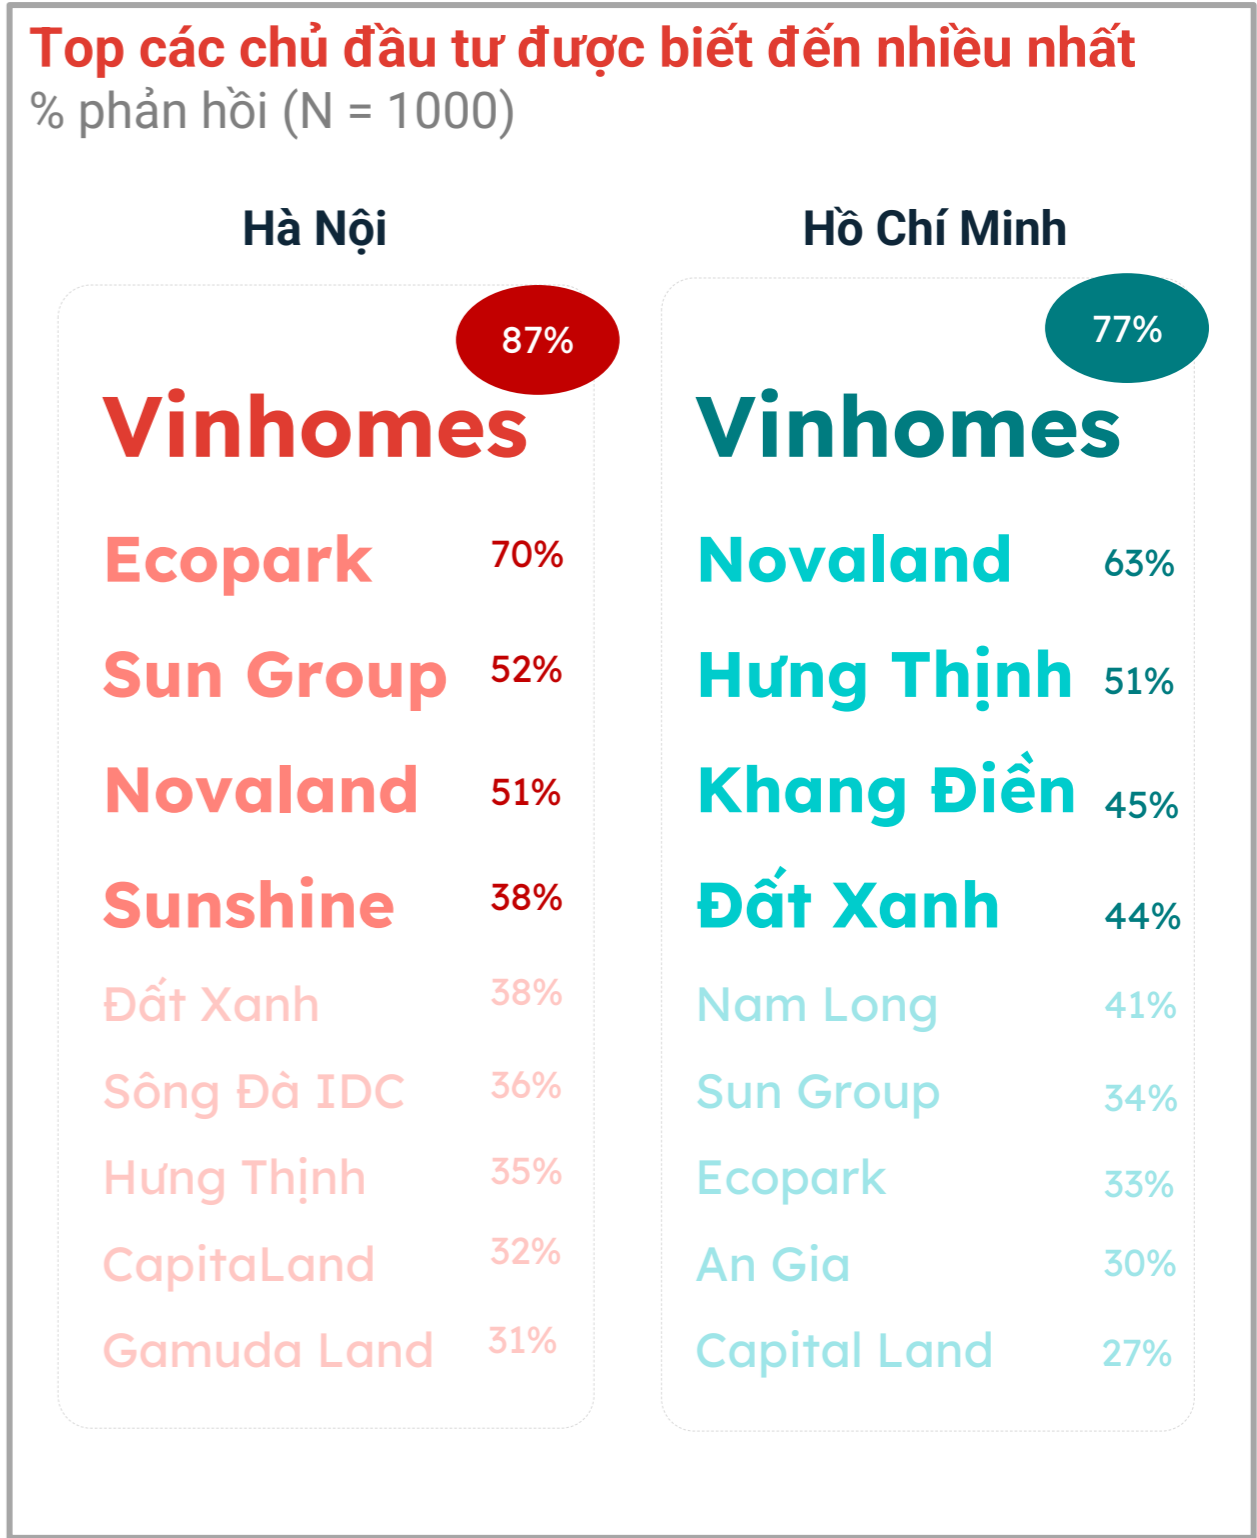 Top các chủ đầu tư được biết đến nhiều nhất
% phản hồi (N = 1000)
Hà Nội
87%
Vinhomes
Ecopark 70%
Sun Group 52%
Novaland 51%
Sunshine 38%
Đất Xanh 38%
Sông Đà IDC 36%
Hưng Thịnh 35%
CapitaLand 32%
Gamuda Land 31%
Hồ Chí Minh
77%
Vinhomes
Novaland 63%
Hưng Thịnh 51%
Khang Điền 45%
Đất Xanh 44%
Nam Long 41%
Sun Group 34%
Ecopark 33%
An Gia 30%
Capital Land 27%